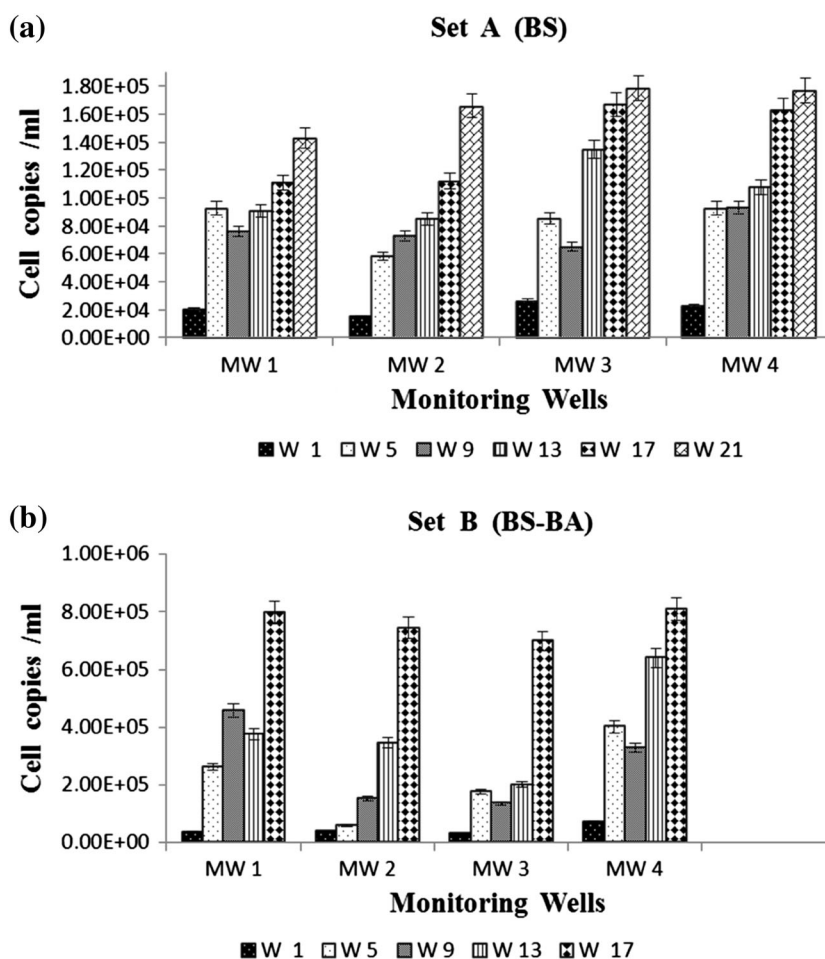 (a)
Set A (BS)
Cell copies /ml
1.80E+05
1.60E+05
1.40E+05
1.20E+05
1.00E+05
8.00E+04
6.00E+04
4.00E+04
2.00E+04
0.00E+00
MW 1 MW 2 MW 3 MW 4
Monitoring Wells
W 1 W 5 W 9 W 13 W 17 W 21
(b)
Set B (BS-BA)
Cell copies /ml
1.00E+06
8.00E+05
6.00E+05
4.00E+05
2.00E+05
0.00E+00
MW 1 MW 2 MW 3 MW 4
Monitoring Wells
W 1 W 5 W 9 W 13 W 17